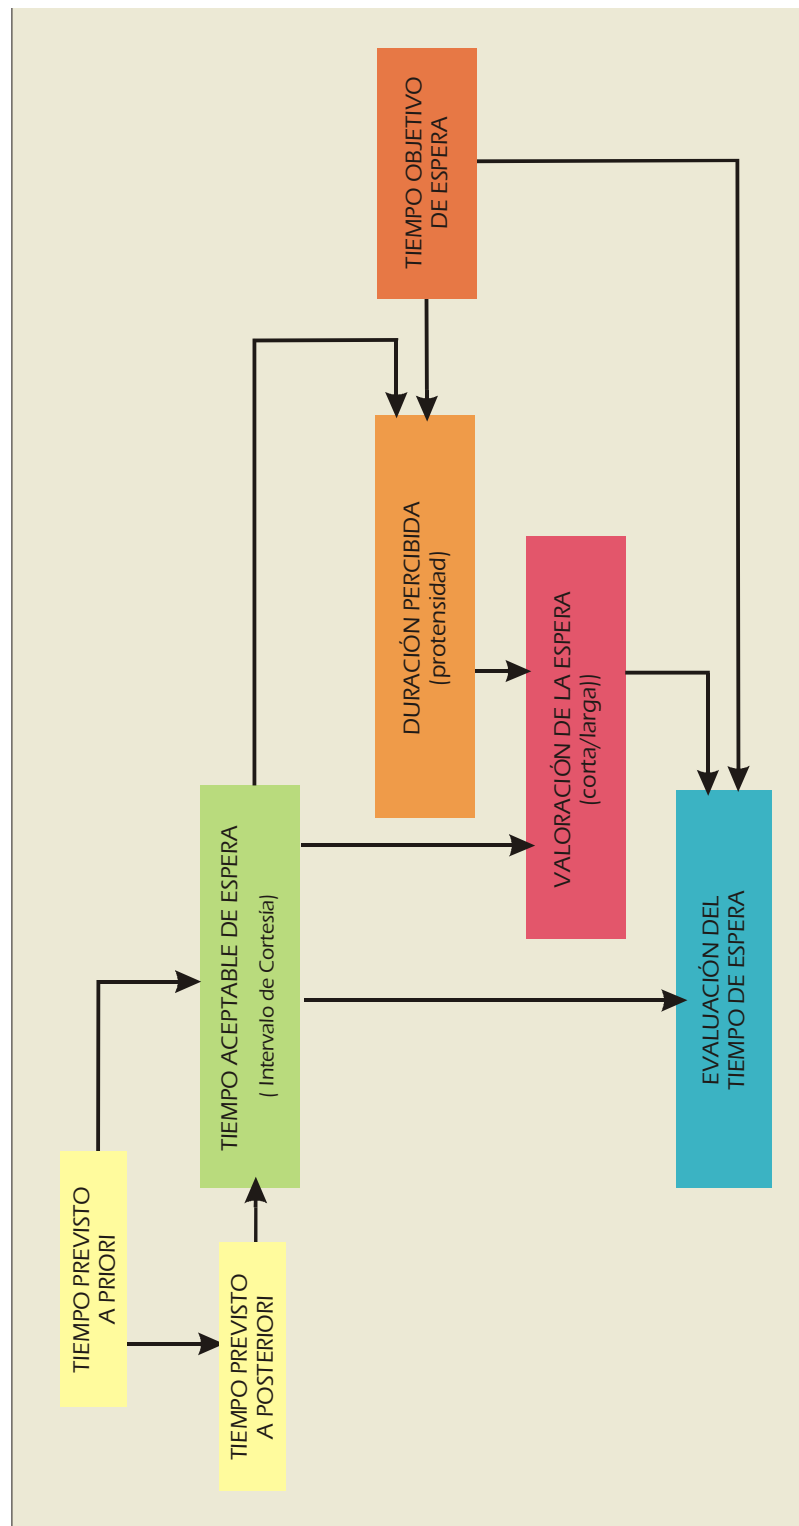 TIEMPO PREVISTO
A PRIORI
TIEMPO PREVISTO
A POSTERIORI
TIEMPO ACEPTABLE DE ESPERA
( Intervalo de Cortesía)
DURACIÓN PERCIBIDA
(protensidad)
TIEMPO OBJETIVO
DE ESPERA
VALORACIÓN DE LA ESPERA
(corta/larga))
EVALUACIÓN DEL
TIEMPO DE ESPERA